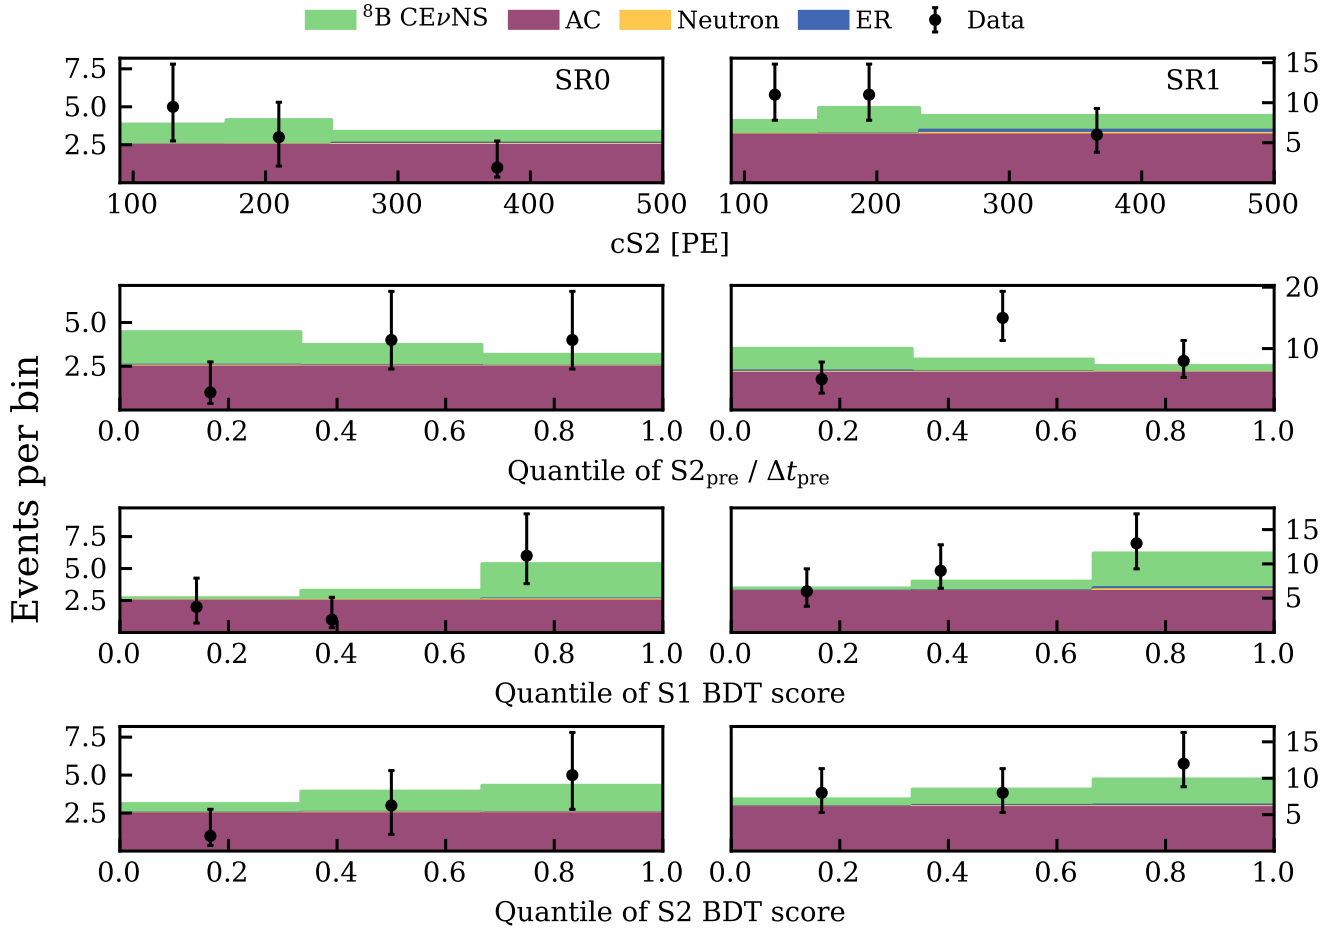 ⁸B CEνNS AC Neutron ER Data
7.5 5.0 2.5 SR0 SR1 15 10 5
100 200 300 400 500 100 200 300 400 500
cS2 [PE]
5.0 2.5 20 10
0.0 0.2 0.4 0.6 0.8 1.0 0.0 0.2 0.4 0.6 0.8 1.0
Quantile of S2pre / Δtpre
Events per bin
7.5 5.0 2.5 15 10 5
0.0 0.2 0.4 0.6 0.8 1.0 0.0 0.2 0.4 0.6 0.8 1.0
Quantile of S1 BDT score
7.5 5.0 2.5 15 10 5
0.0 0.2 0.4 0.6 0.8 1.0 0.0 0.2 0.4 0.6 0.8 1.0
Quantile of S2 BDT score